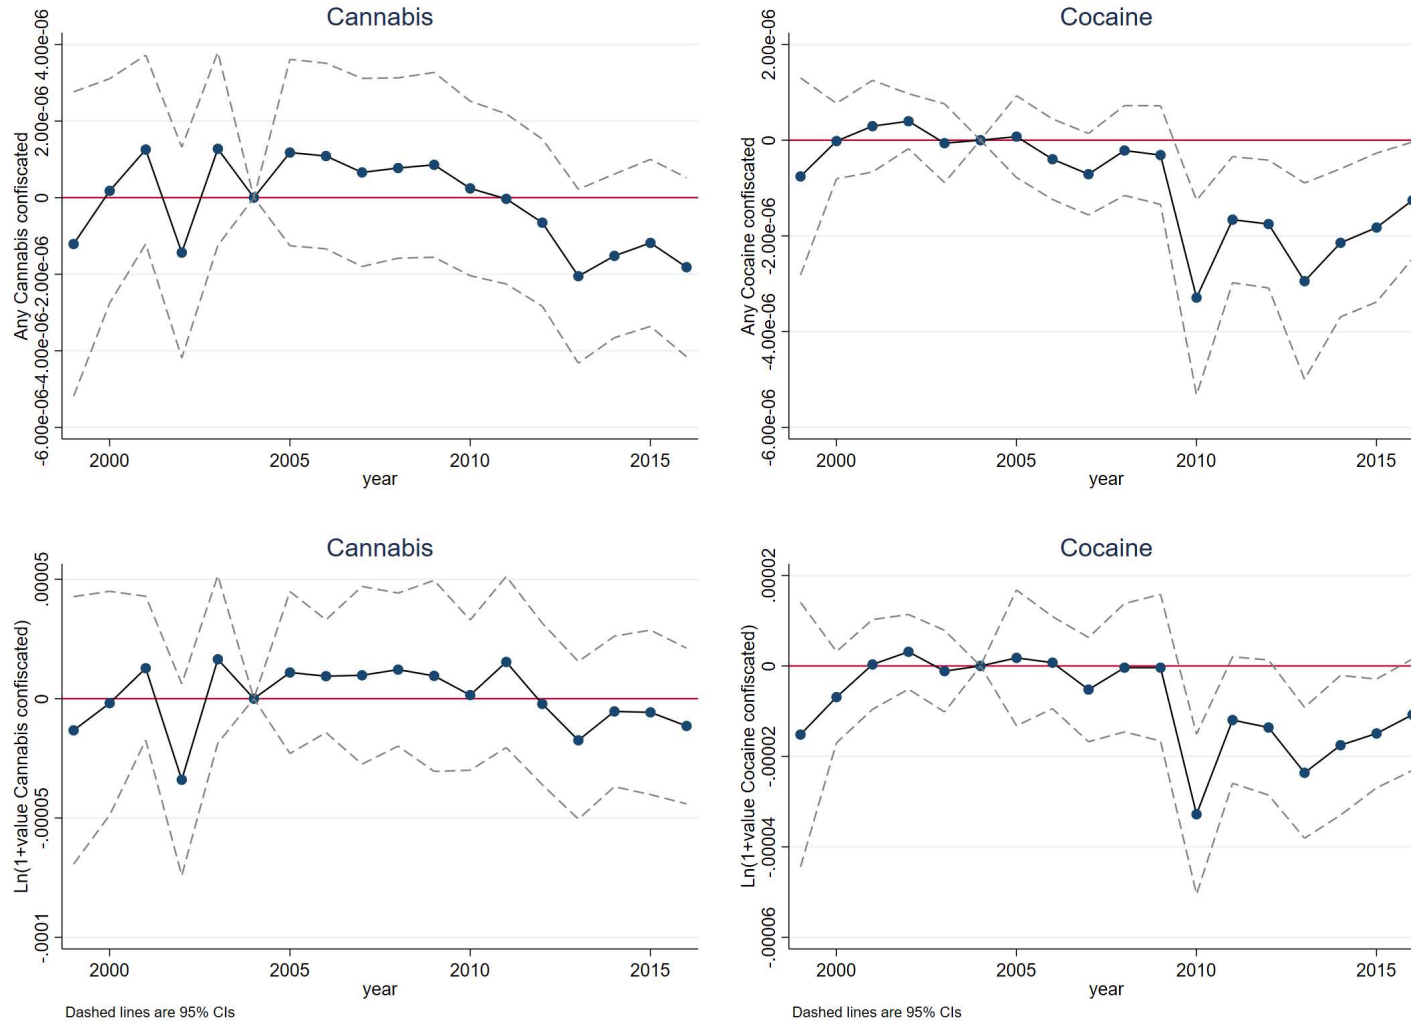 Cannabis
Any Cannabis confiscated
-6.00e-06-4.00e-06-2.00e-06 0 2.00e-06 4.00e-06
2000 2005 2010 2015
year
Cocaine
Any Cocaine confiscated
-6.00e-06 -4.00e-06 -2.00e-06 0 2.00e-06
2000 2005 2010 2015
year
Cannabis
Ln(1+value Cannabis confiscated)
-.0001 -.00005 0 .00005
2000 2005 2010 2015
year
Dashed lines are 95% CIs
Cocaine
Ln(1+value Cocaine confiscated)
-.00006 -.00004 -.00002 0 .00002
2000 2005 2010 2015
year
Dashed lines are 95% CIs